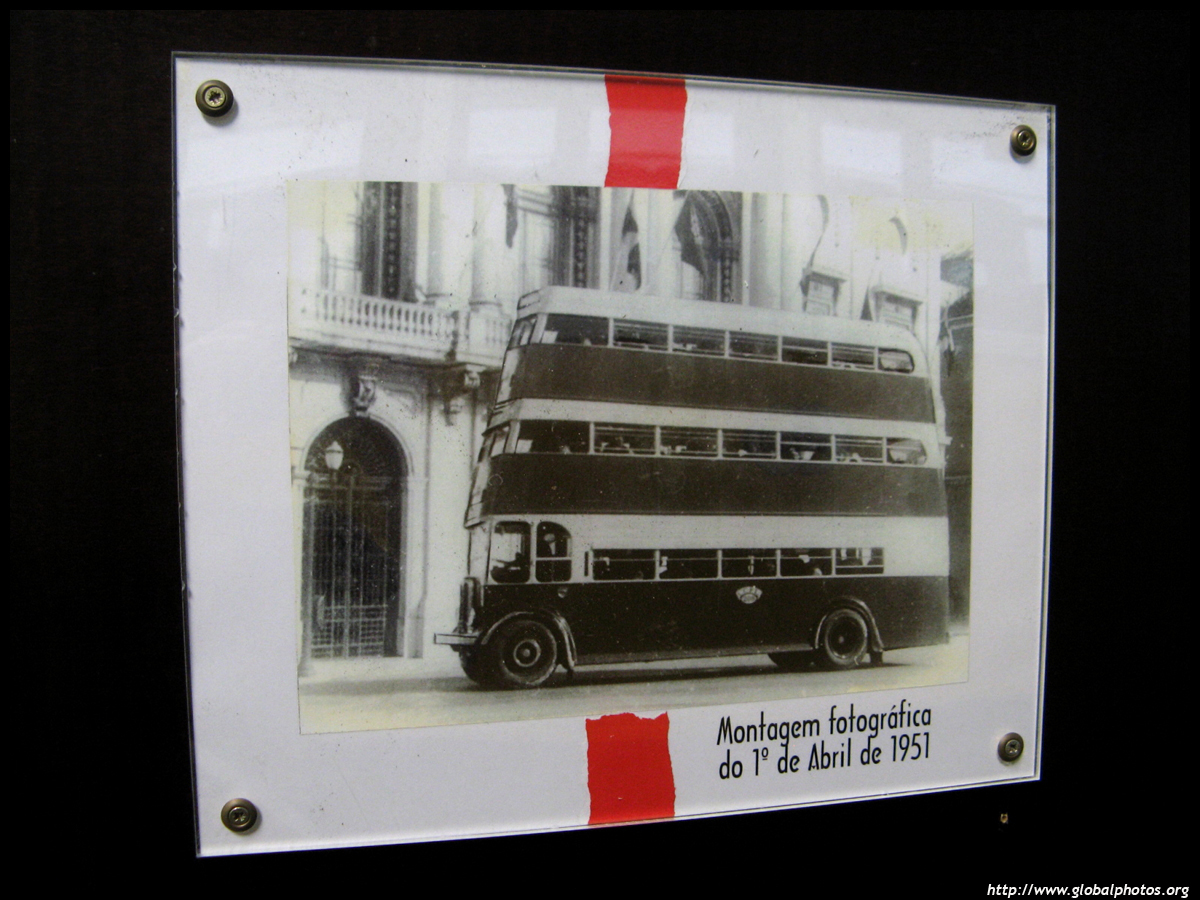 Montagem fotográfica
do 1º de Abril de 1951
http://www.globalphotos.org